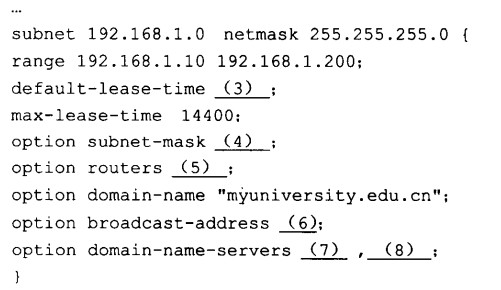 …
subnet 192.168.1.0 netmask 255.255.255.0 {
range 192.168.1.10 192.168.1.200;
default-lease-time (3) ;
max-lease-time 14400;
option subnet-mask (4) ;
option routers (5) ;
option domain-name "myuniversity.edu.cn";
option broadcast-address (6);
option domain-name-servers (7) , (8) ;
}